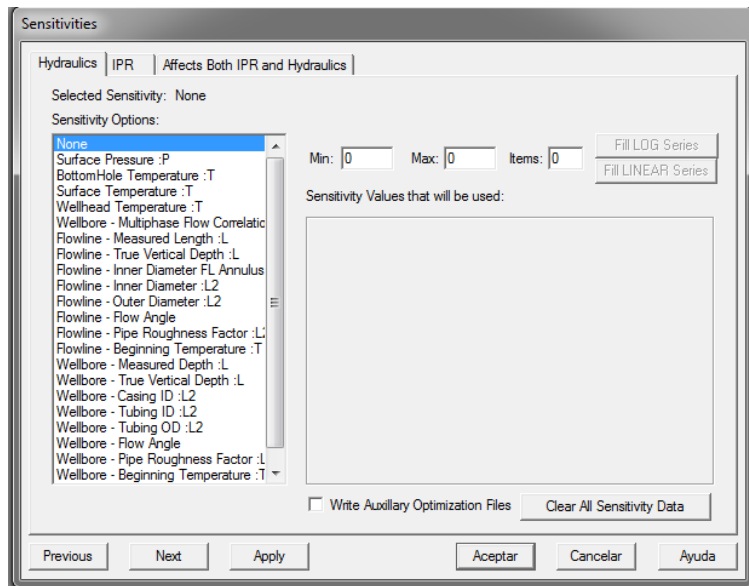 Sensitivities
Hydraulics IPR Affects Both IPR and Hydraulics
Selected Sensitivity: None
Sensitivity Options:
None
Surface Pressure :P
BottomHole Temperature :T
Surface Temperature :T
Wellhead Temperature :T
Wellbore - Multiphase Flow Correlatic
Flowline - Measured Length :L
Flowline - True Vertical Depth :L
Flowline - Inner Diameter FL Annulus
Flowline - Inner Diameter :L2
Flowline - Outer Diameter :L2
Flowline - Flow Angle
Flowline - Pipe Roughness Factor :L2
Flowline - Beginning Temperature :T
Wellbore - Measured Depth :L
Wellbore - True Vertical Depth :L
Wellbore - Casing ID :L2
Wellbore - Tubing ID :L2
Wellbore - Tubing OD :L2
Wellbore - Flow Angle
Wellbore - Pipe Roughness Factor :L
Wellbore - Beginning Temperature :T
Min: 0 Max: 0 Items: 0
Fill LOG Series
Fill LINEAR Series
Sensitivity Values that will be used:
Write Auxillary Optimization Files
Clear All Sensitivity Data
Previous Next Apply Aceptar Cancelar Ayuda